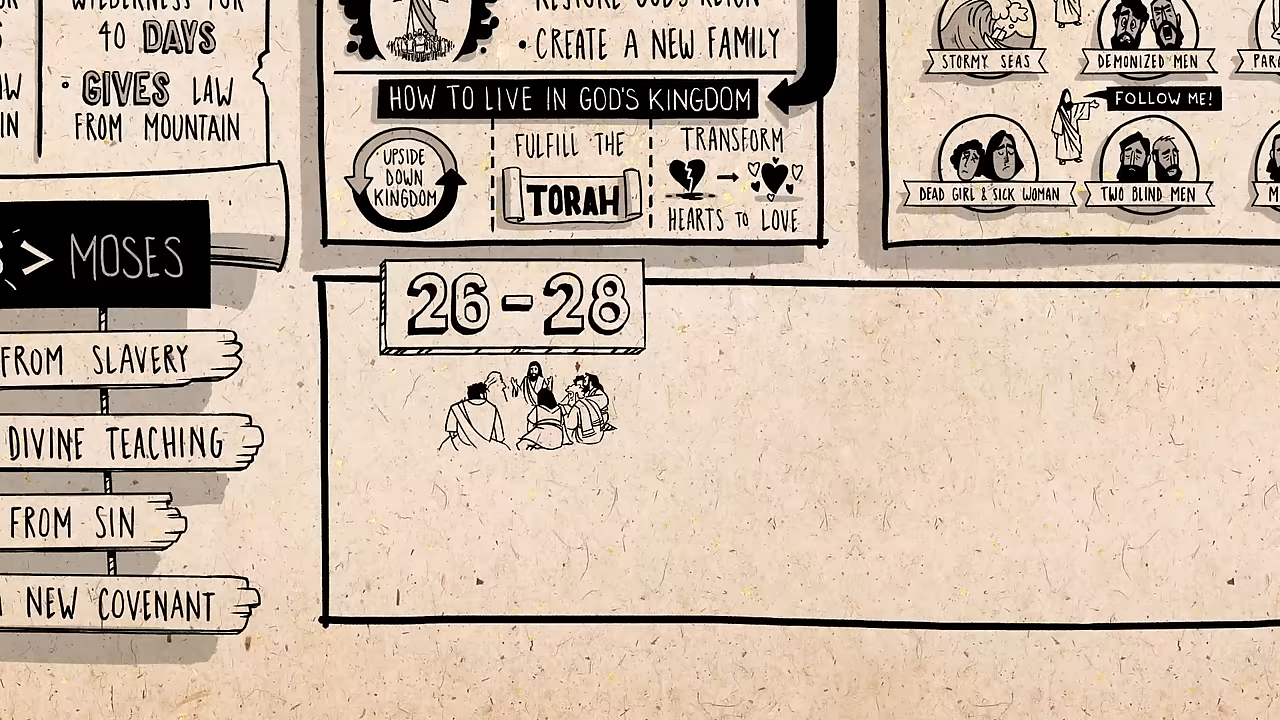 WILDERNESS FOR
40 DAYS
• GIVES LAW
FROM MOUNTAIN
> MOSES
FROM SLAVERY
DIVINE TEACHING
FROM SIN
NEW COVENANT
RESTORE GOD'S REIGN
• CREATE A NEW FAMILY
HOW TO LIVE IN GOD'S KINGDOM
UPSIDE
DOWN
KINGDOM
FULFILL THE
TORAH
TRANSFORM
HEARTS TO LOVE
STORMY SEAS
DEMONIZED MEN
FOLLOW ME!
DEAD GIRL & SICK WOMAN
TWO BLIND MEN
26-28